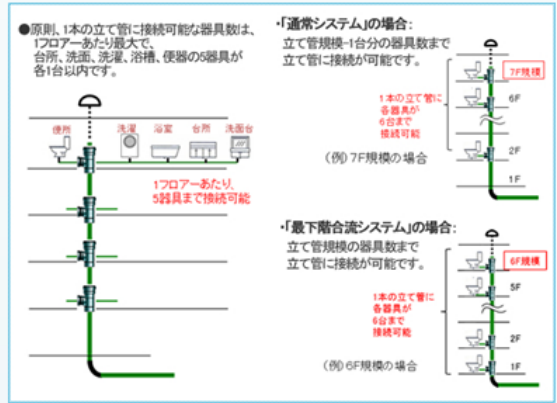 ●原則、1本の立て管に接続可能な器具数は、
1フロアーあたり最大で、
台所、洗面、洗濯、浴槽、便器の5器具が
各1台以内です。
便所
洗濯
浴室
台所
洗面台
1フロアーあたり、
5器具まで接続可能
・「通常システム」の場合:
立て管規模-1台分の器具数まで
立て管に接続が可能です。
7F規模
6F
1本の立て管に
各器具が
6台まで
接続可能
2F
(例)7F規模の場合
1F
・「最下階合流システム」の場合:
立て管規模の器具数まで
立て管に接続が可能です。
6F規模
5F
1本の立て管に
各器具が
6台まで
接続可能
2F
(例)6F規模の場合
1F